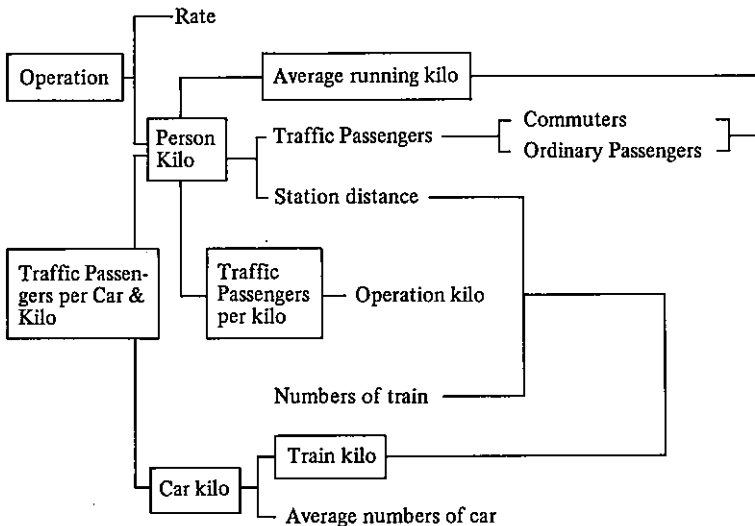 Rate
Operation
Average running kilo
Person
Kilo
Traffic Passengers
Commuters
Ordinary Passengers
Station distance
Traffic Passen-
gers per Car &
Kilo
Traffic
Passengers
per kilo
Operation kilo
Numbers of train
Train kilo
Car kilo
Average numbers of car